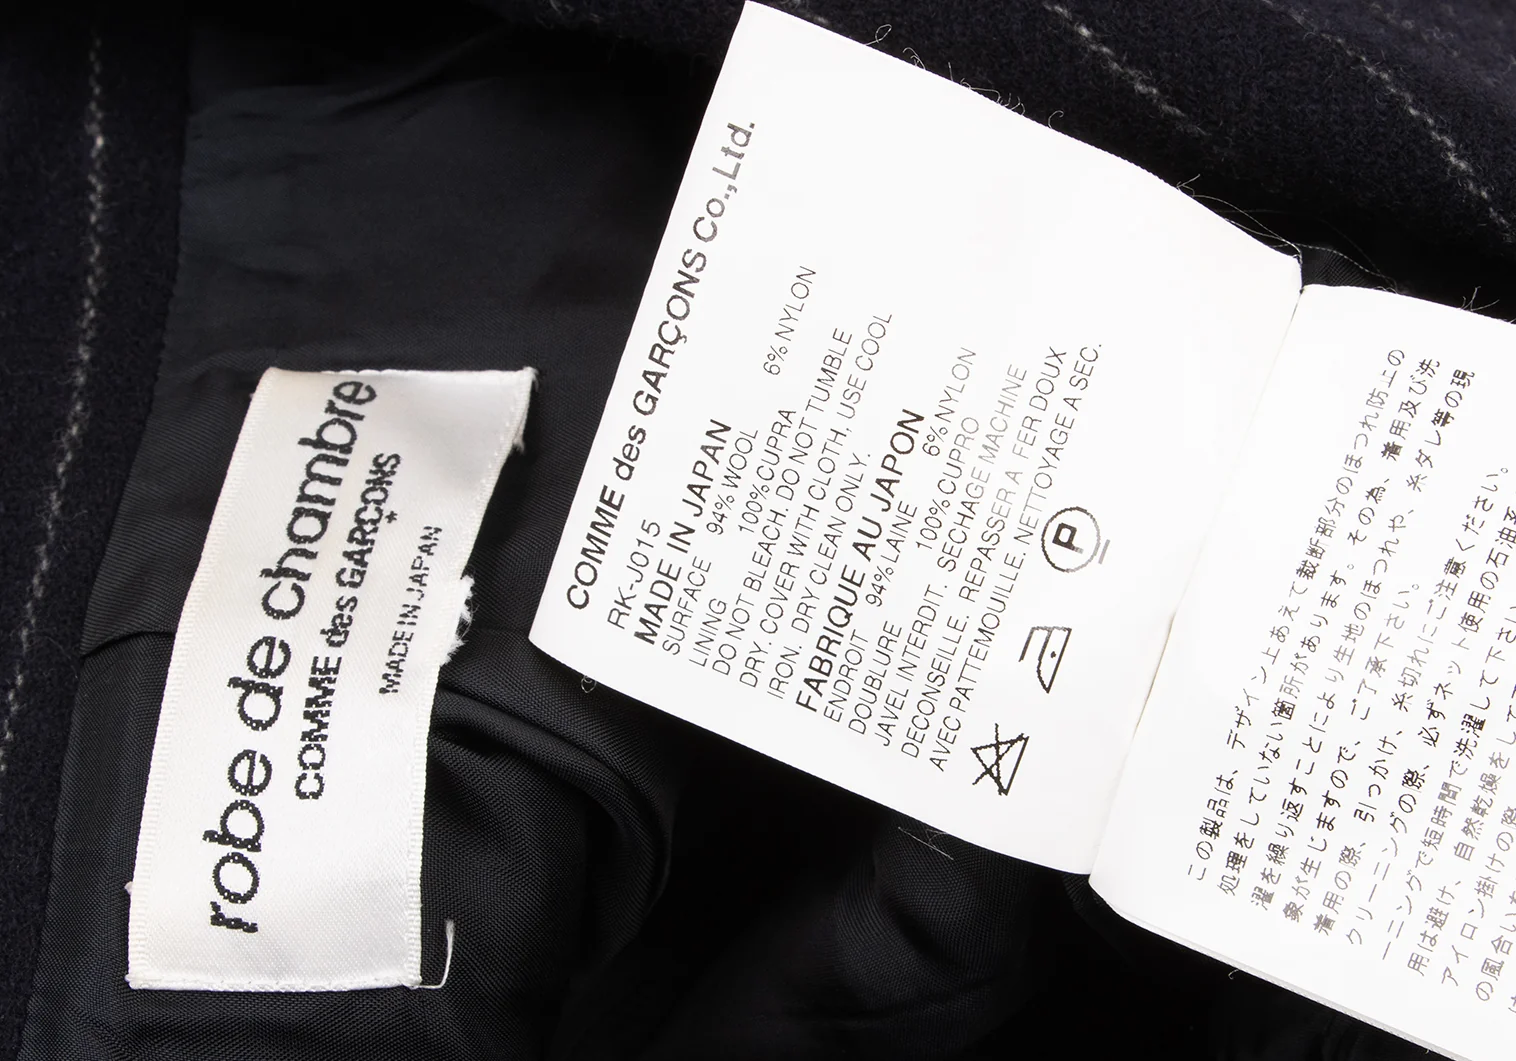 robe de chambre
COMME des GARÇONS
*
MADE IN JAPAN
COMME des GARÇONS Co.,Ltd.
RK-J015
MADE IN JAPAN
SURFACE 94% WOOL 6% NYLON
LINING 100% CUPRA
DO NOT BLEACH. DO NOT TUMBLE
DRY. COVER WITH CLOTH. USE COOL
IRON. DRY CLEAN ONLY.
FABRIQUE AU JAPON
ENDROIT 94% LAINE 6% NYLON
DOUBLURE 100% CUPRO
JAVEL INTERDIT. SECHAGE MACHINE
DECONSEILLE. REPASSER A FER DOUX
AVEC PATTEMOUILLE. NETTOYAGE A SEC.
P
この製品は、デザイン上あえて裁断部分のほつれ防止の
処理をしていない箇所があります。その為、着用及び洗
濯を繰り返すことにより生地のほつれや、糸ダレ等の現
象が生じますので、ご了承下さい。
着用の際、引っかけ、糸切れにご注意ください。
クリーニングの際、必ずネット使用の石油系
ーニングで短時間で洗濯して下さい
用は避け、自然乾燥をして
アイロン掛けの際
の風合い